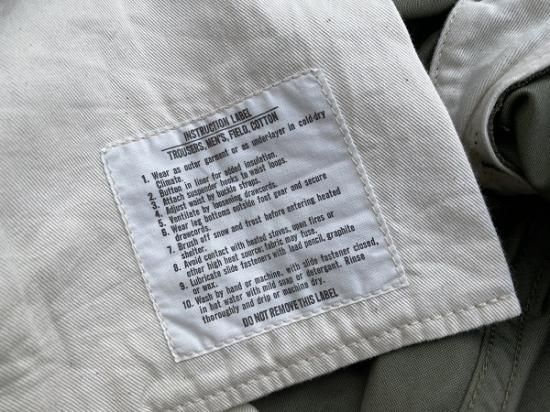 INSTRUCTION LABEL
TROUSERS, MEN'S, FIELD, COTTON
1. Wear as outer garment or as under-layer in cold-dry
Climate.
2. Button in liner for added insulation.
3. Attach suspender hooks to waist loops.
4. Adjust waist by buckle straps.
5. Ventilate by loosening drawcords.
6. Wear leg buttoms outside foot gear and secure
drawcords.
7. Brush off snow and frost before entering heated
shelter.
8. Avoid contact with heated stoves, open fires or
other high heat source; fabric may fuse.
9. Lubricate slide fasteners with lead pencil, graphite
or wax.
10. Wash by hand or machine, with slide fastener closed,
in hot water with mild soap or detergent. Rinse
thoroughly and drip or machine dry.
DO NOT REMOVE THIS LABEL